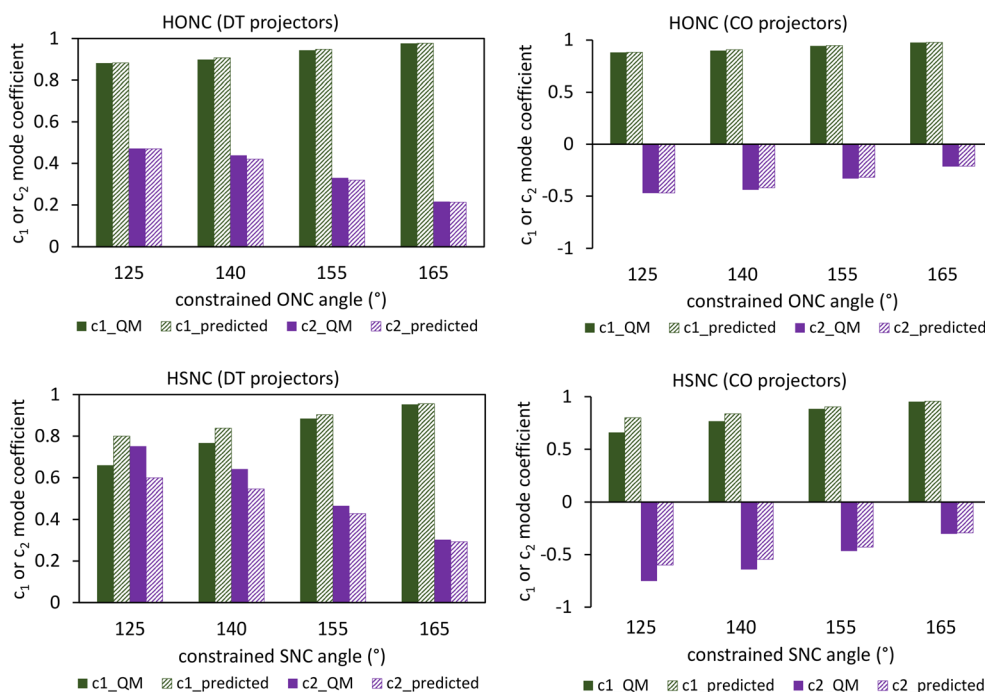 HONC (DT projectors)
c₁ or c₂ mode coefficient
1
0.8
0.6
0.4
0.2
0
125 140 155 165
constrained ONC angle (°)
c1_QM c1_predicted c2_QM c2_predicted
HONC (CO projectors)
c₁ or c₂ mode coefficient
1
0.5
0
-0.5
-1
125 140 155 165
constrained ONC angle (°)
c1_QM c1_predicted c2_QM c2_predicted
HSNC (DT projectors)
c₁ or c₂ mode coefficient
1
0.8
0.6
0.4
0.2
0
125 140 155 165
constrained SNC angle (°)
c1_QM c1_predicted c2_QM c2_predicted
HSNC (CO projectors)
c₁ or c₂ mode coefficient
1
0.5
0
-0.5
-1
125 140 155 165
constrained SNC angle (°)
c1_QM c1_predicted c2_QM c2_predicted